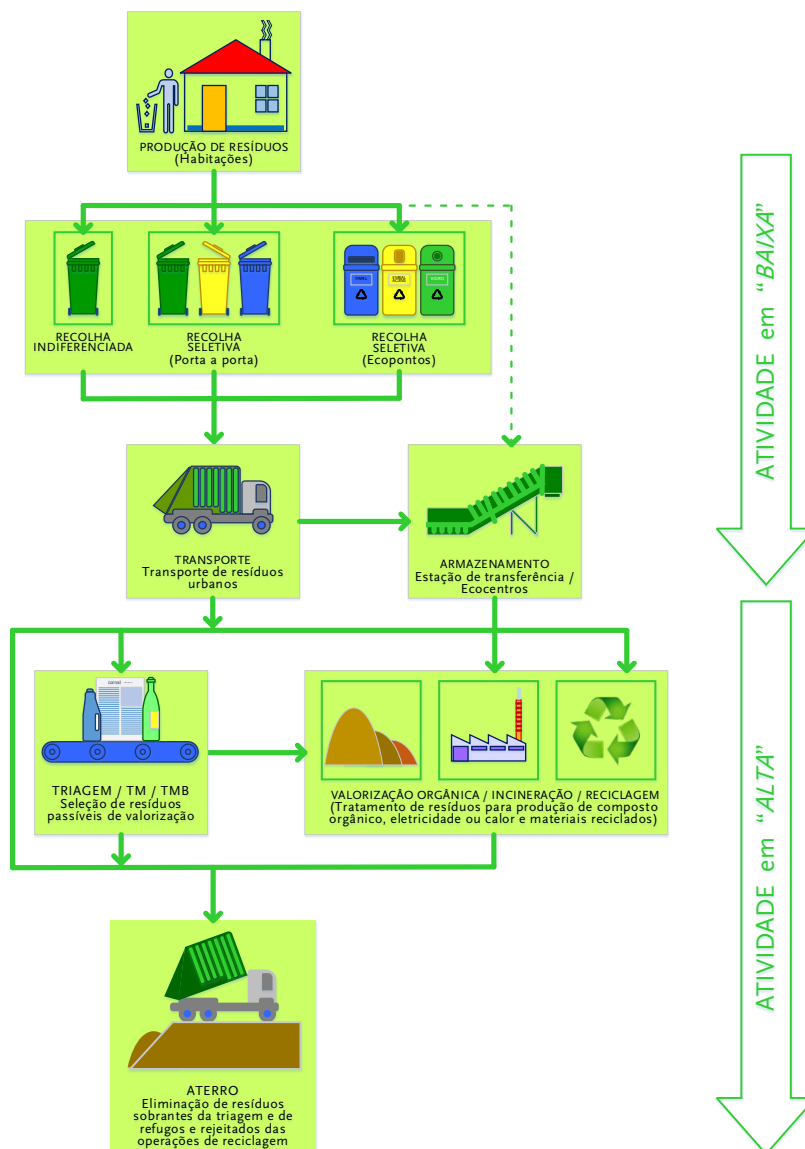 PRODUÇÃO DE RESÍDUOS
(Habitações)
RECOLHA
INDIFERENCIADA
RECOLHA
SELETIVA
(Porta a porta)
RECOLHA
SELETIVA
(Ecopontos)
TRANSPORTE
Transporte de resíduos
urbanos
ARMAZENAMENTO
Estação de transferência /
Ecocentros
ATIVIDADE em "BAIXA"
TRIAGEM / TM / TMB
Seleção de resíduos
passíveis de valorização
VALORIZAÇÃO ORGÂNICA / INCINERAÇÃO / RECICLAGEM
(Tratamento de resíduos para produção de composto
orgânico, eletricidade ou calor e materiais reciclados)
ATERRO
Eliminação de resíduos
sobrantes da triagem e de
refugos e rejeitados das
operações de reciclagem
ATIVIDADE em "ALTA"